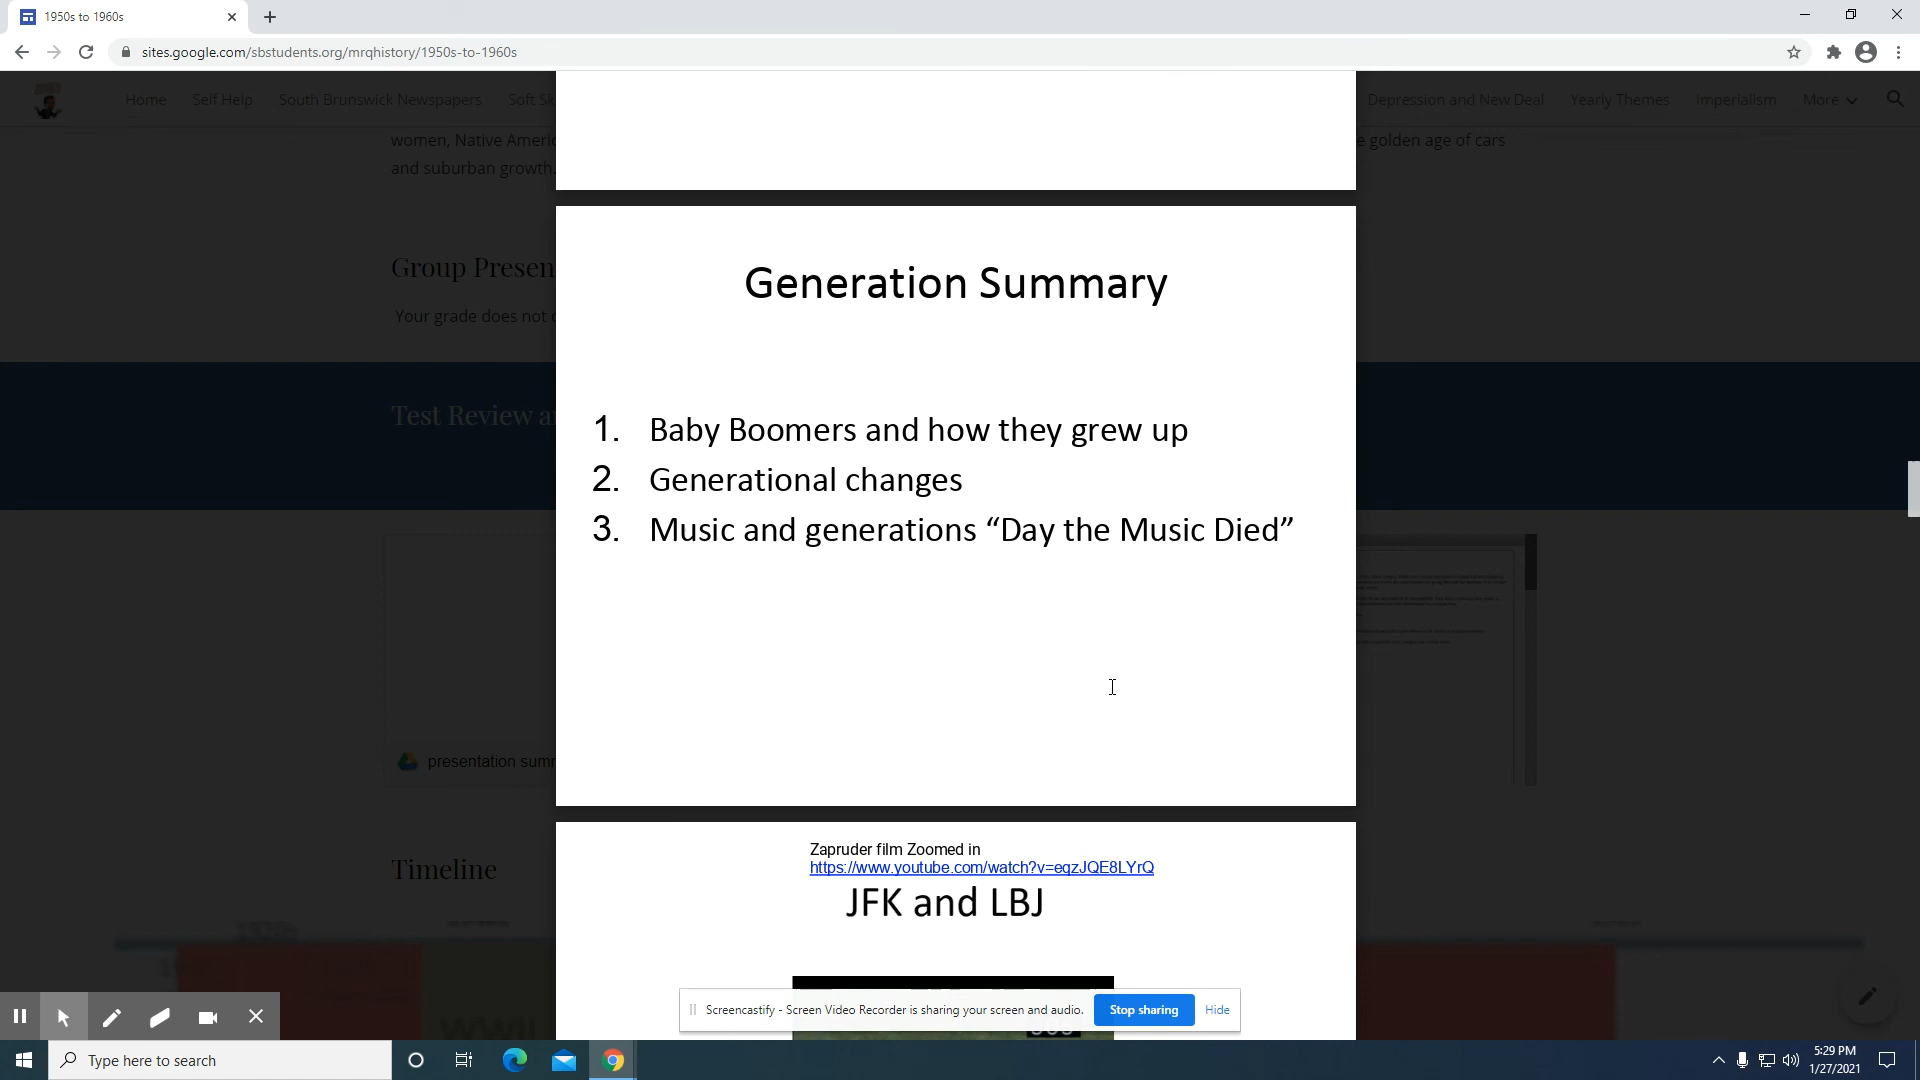 1950s to 1960s
sites.google.com/sbstudents.org/mrqhistory/1950s-to-1960s
Home Self Help South Brunswick Newspapers Soft Sk Depression and New Deal Yearly Themes Imperialism More
women, Native Americ e golden age of cars
and suburban growth.
Group Presen
Your grade does not
Generation Summary
1. Baby Boomers and how they grew up
2. Generational changes
3. Music and generations “Day the Music Died”
Test Review a
presentation sum
Timeline
Zapruder film Zoomed in
https://www.youtube.com/watch?v=eqzJQE8LYrQ
JFK and LBJ
WWII
Screencastify - Screen Video Recorder is sharing your screen and audio. Stop sharing Hide
Type here to search
5:29 PM
1/27/2021